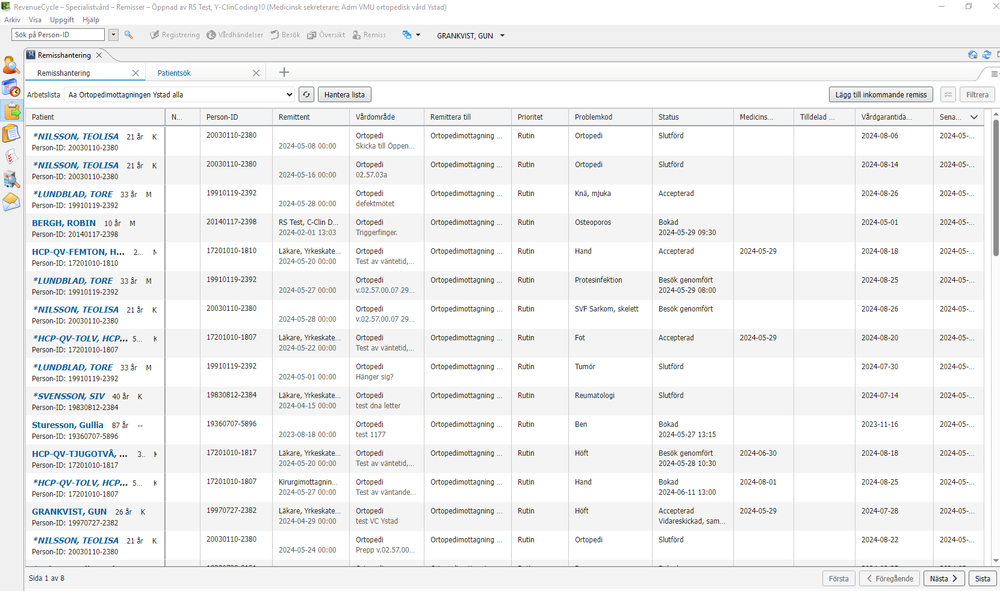 RevenueCycle – Specialistvård – Remisser – Öppnad av RS Test, Y-ClinCoding10 (Medicinsk sekreterare; Adm VMU ortopedisk vård Ystad)
Arkiv Visa Uppgift Hjälp
Sök på Person-ID Registrering Vårdhändelser Besök Översikt Remiss GRANKVIST, GUN
Remisshantering
Remisshantering Patientsök
Arbetslista Aa Ortopedimottagningen Ystad alla Hantera lista Lägg till inkommande remiss Filtrera
Patient N... Person-ID Remittent Vårdområde Remittera till Prioritet Problemkod Status Medicins... Tilldelad ... Vårdgarantida... Sena...
*NILSSON, TEOLISA 21 år K 20030110-2380 Ortopedi Ortopedimottagning ... Rutin Ortopedi Slutförd 2024-08-06 2024-05-...
Person-ID: 20030110-2380 2024-05-08 00:00 Skicka till Öppen...
*NILSSON, TEOLISA 21 år K 20030110-2380 Ortopedi Ortopedimottagning ... Rutin Ortopedi Slutförd 2024-08-14 2024-05-...
Person-ID: 20030110-2380 2024-05-16 00:00 02.57.03a
*LUNDBLAD, TORE 33 år M 19910119-2392 Ortopedi Ortopedimottagning ... Rutin Knä, mjuka Accepterad 2024-08-26 2024-05-...
Person-ID: 19910119-2392 2024-05-28 00:00 defektmötet
BERGH, ROBIN 10 år M 20140117-2398 RS Test, C-Clin D... Ortopedi Ortopedimottagning ... Rutin Osteoporos Bokad 2024-05-01 2024-05-...
Person-ID: 20140117-2398 2024-02-01 13:03 Triggerfinger. 2024-05-29 09:30
HCP-QV-FEMTON, H... 2... M 17201010-1810 Läkare, Yrkeskate... Ortopedi Ortopedimottagning ... Rutin Hand Accepterad 2024-05-29 2024-08-18 2024-05-...
Person-ID: 17201010-1810 2024-05-20 00:00 Test av väntetid,...
*LUNDBLAD, TORE 33 år M 19910119-2392 Ortopedi Ortopedimottagning ... Rutin Protesinfektion Besök genomfört 2024-08-25 2024-05-...
Person-ID: 19910119-2392 2024-05-27 00:00 v.02.57.00.07 29... 2024-05-29 08:00
*NILSSON, TEOLISA 21 år K 20030110-2380 Ortopedi Ortopedimottagning ... Rutin SVF Sarkom, skelett Besök genomfört 2024-08-26 2024-05-...
Person-ID: 20030110-2380 2024-05-28 00:00 v.02.57.00.07 29...
*HCP-QV-TOLV, HCP... 5... K 17201010-1807 Läkare, Yrkeskate... Ortopedi Ortopedimottagning ... Rutin Fot Accepterad 2024-05-29 2024-08-20 2024-05-...
Person-ID: 17201010-1807 2024-05-22 00:00 Test av väntetid,...
*LUNDBLAD, TORE 33 år M 19910119-2392 Ortopedi Ortopedimottagning ... Rutin Tumör Slutförd 2024-07-30 2024-05-...
Person-ID: 19910119-2392 2024-05-01 00:00 Hänger sig?
*SVENSSON, SIV 40 år K 19830812-2384 Läkare, Yrkeskate... Ortopedi Ortopedimottagning ... Rutin Reumatologi Slutförd 2024-07-14 2024-05-...
Person-ID: 19830812-2384 2024-04-15 00:00 test dna letter
Sturesson, Gullia 87 år -- 19360707-5896 Ortopedi Ortopedimottagning ... Rutin Ben Bokad 2023-11-16 2024-05-...
Person-ID: 19360707-5896 2023-08-18 00:00 test 1177 2024-05-27 13:15
HCP-QV-TJUGOTVÅ, ... 3.. K 17201010-1817 Läkare, Yrkeskate... Ortopedi Ortopedimottagning ... Rutin Höft Besök genomfört 2024-06-30 2024-08-18 2024-05-...
Person-ID: 17201010-1817 2024-05-20 00:00 Test av väntetid,... 2024-05-28 10:30
*HCP-QV-TOLV, HCP... 5... K 17201010-1807 Kirurgimottagnin... Ortopedi Ortopedimottagning ... Rutin Hand Bokad 2024-08-01 2024-08-25 2024-05-...
Person-ID: 17201010-1807 2024-05-27 00:00 Test av väntande... 2024-06-11 13:00
GRANKVIST, GUN 26 år K 19970727-2382 Läkare, Yrkeskate... Ortopedi Ortopedimottagning ... Rutin Höft Accepterad 2024-05-29 2024-07-28 2024-05-...
Person-ID: 19970727-2382 2024-04-29 00:00 test VC Ystad Vidareskickad, sam...
*NILSSON, TEOLISA 21 år K 20030110-2380 Ortopedi Ortopedimottagning ... Rutin Ortopedi Slutförd 2024-08-22 2024-05-...
Person-ID: 20030110-2380 2024-05-24 00:00 Prepp v.02.57.00...
Sida 1 av 8 Första Föregående Nästa Sista